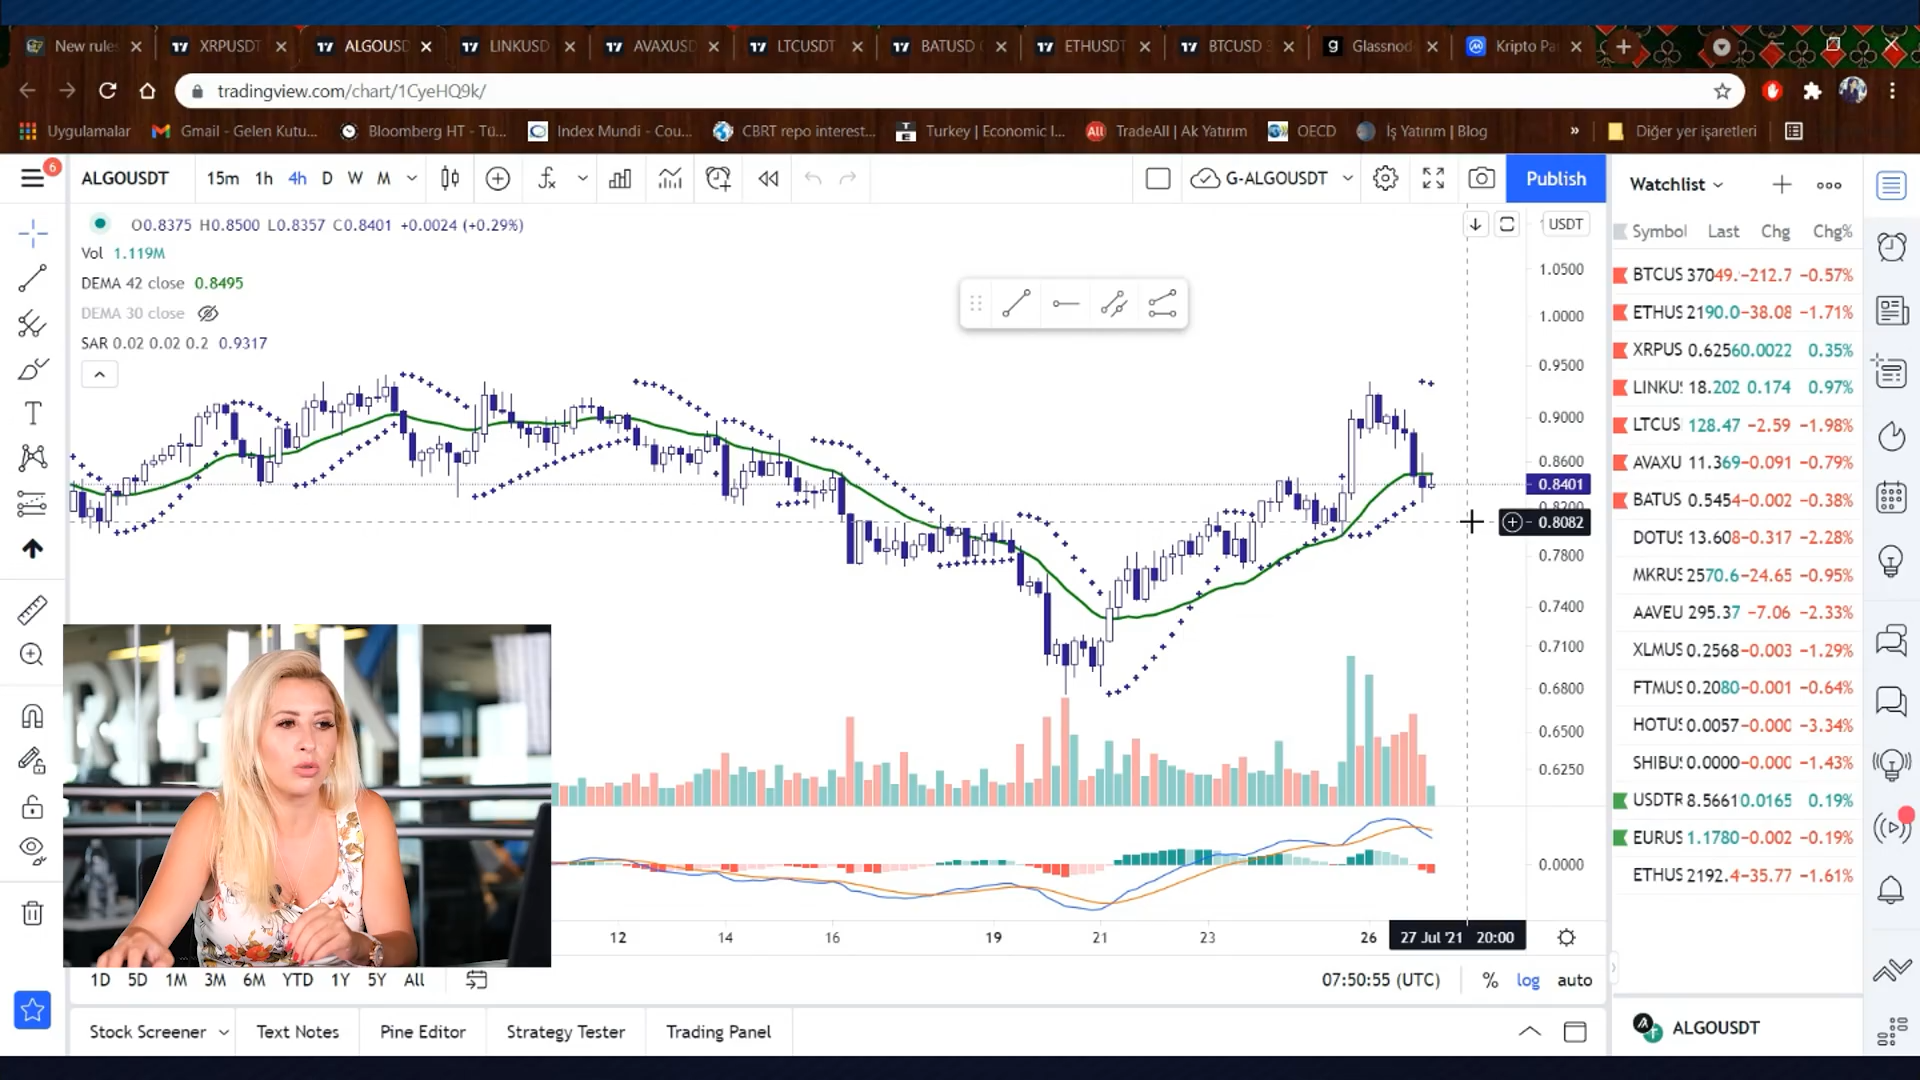 New rules
XRPUSDT
ALGOUSD
LINKUSD
AVAXUSD
LTCUSDT
BATUSD
ETHUSDT
BTCUSD 3
Glassnod
Kripto Pa
tradingview.com/chart/1CyeHQ9k/
Uygulamalar
Gmail - Gelen Kutu...
Bloomberg HT - Tü...
Index Mundi - Cou...
CBRT repo interest...
Turkey | Economic I...
TradeAll | Ak Yatırım
OECD
İş Yatırım | Blog
»
Diğer yer işaretleri
6
ALGOUSDT
15m 1h 4h D W M
G-ALGOUSDT
Publish
Watchlist
O0.8375 H0.8500 L0.8357 C0.8401 +0.0024 (+0.29%)
Vol 1.119M
DEMA 42 close 0.8495
DEMA 30 close
SAR 0.02 0.02 0.2 0.9317
USDT
1.0500
1.0000
0.9500
0.9000
0.8600
0.8401
0.8082
0.7800
0.7400
0.7100
0.6800
0.6500
0.6250
0.0000
Symbol Last Chg Chg%
BTCUS 37049. -212.7 -0.57%
ETHUS 2190.0 -38.08 -1.71%
XRPUS 0.6256 0.0022 0.35%
LINKU 18.202 0.174 0.97%
LTCUS 128.47 -2.59 -1.98%
AVAXU 11.369 -0.091 -0.79%
BATUS 0.5454 -0.002 -0.38%
DOTUS 13.608 -0.317 -2.28%
MKRUS 2570.6 -24.65 -0.95%
AAVEU 295.37 -7.06 -2.33%
XLMUS 0.2568 -0.003 -1.29%
FTMUS 0.2080 -0.001 -0.64%
HOTUS 0.0057 -0.000 -3.34%
SHIBU 0.0000 -0.000 -1.43%
USDTR 8.5661 0.0165 0.19%
EURUS 1.1780 -0.002 -0.19%
ETHUS 2192.4 -35.77 -1.61%
12 14 16 19 21 23 26 27 Jul '21 20:00
1D 5D 1M 3M 6M YTD 1Y 5Y All
07:50:55 (UTC) % log auto
Stock Screener
Text Notes
Pine Editor
Strategy Tester
Trading Panel
ALGOUSDT